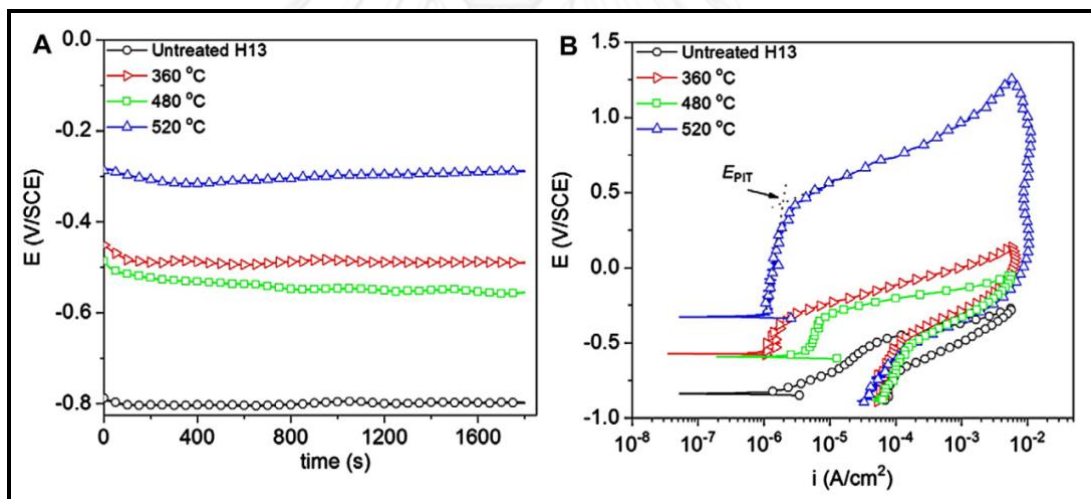 A
Untreated H13
360 °C
480 °C
520 °C
0.0
-0.2
-0.4
-0.6
-0.8
E (V/SCE)
0 400 800 1200 1600
time (s)
B
Untreated H13
360 °C
480 °C
520 °C
E_PIT
1.5
1.0
0.5
0.0
-0.5
-1.0
E (V/SCE)
10⁻⁸ 10⁻⁷ 10⁻⁶ 10⁻⁵ 10⁻⁴ 10⁻³ 10⁻²
i (A/cm²)